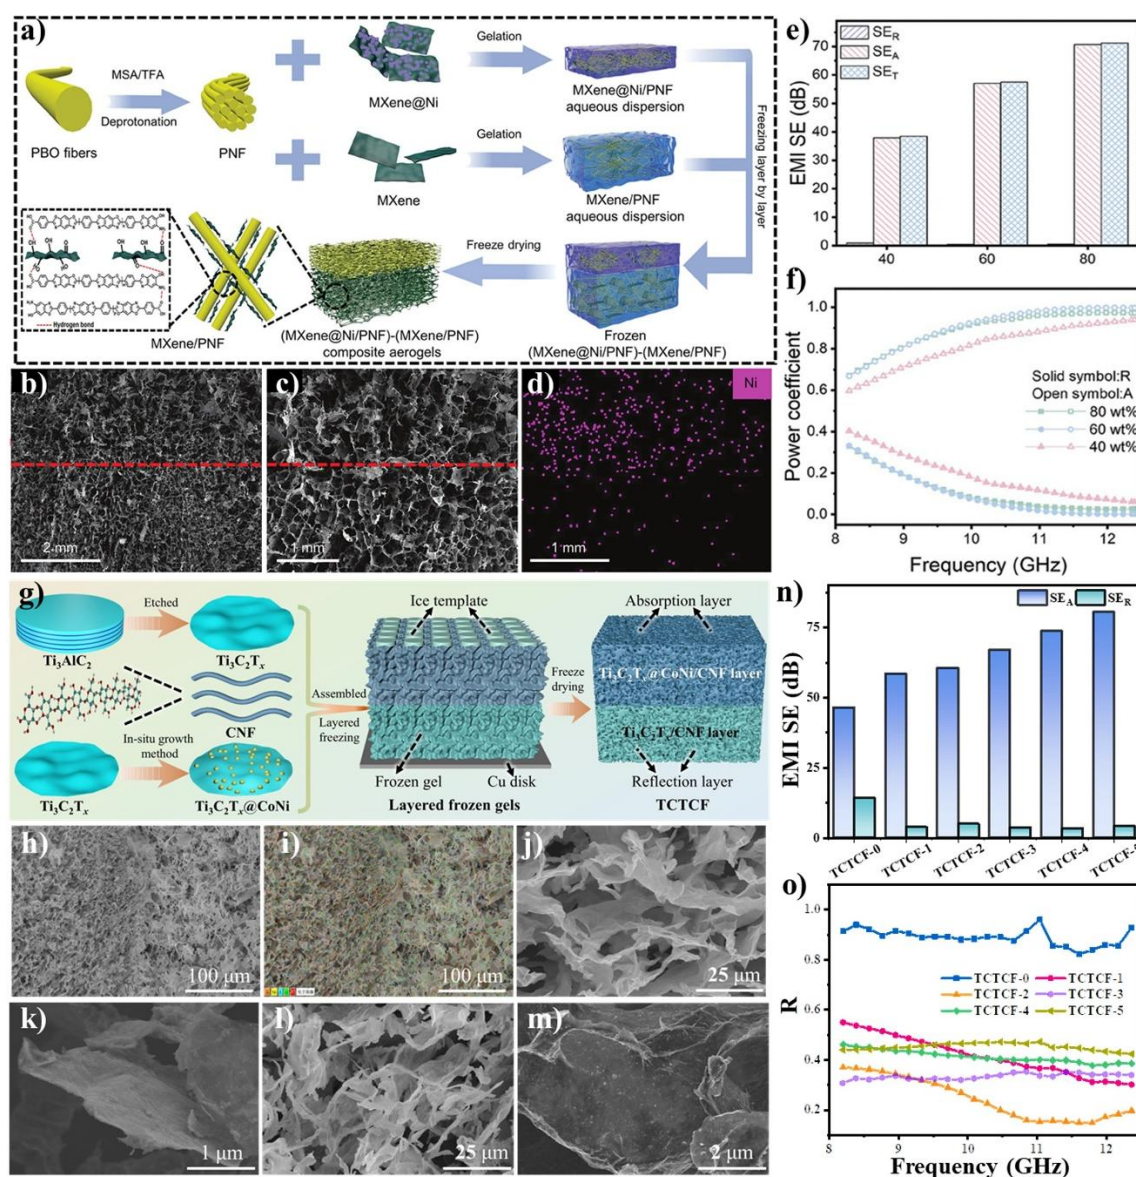 a)
MSA/TFA
Deprotonation
PBO fibers
PNF
MXene@Ni
Gelation
MXene@Ni/PNF
aqueous dispersion
MXene
Gelation
MXene/PNF
aqueous dispersion
Freezing layer by layer
Freeze drying
Hydrogen bond
MXene/PNF
(MXene@Ni/PNF)-(MXene/PNF)
composite aerogels
Frozen
(MXene@Ni/PNF)-(MXene/PNF)
e)
SE_R
SE_A
SE_T
EMI SE (dB)
70
60
50
40
30
20
10
0
40
60
80
f)
Power coefficient
1.0
0.8
0.6
0.4
0.2
0.0
Solid symbol:R
Open symbol:A
80 wt%
60 wt%
40 wt%
8
9
10
11
12
Frequency (GHz)
b)
2 mm
c)
1 mm
d)
Ni
1 mm
g)
Etched
Ti₃AlC₂
Ti₃C₂Tₓ
CNF
In-situ growth
method
Ti₃C₂Tₓ
Ti₃C₂Tₓ@CoNi
Assembled
Layered
freezing
Ice template
Frozen gel
Cu disk
Layered frozen gels
Freeze
drying
Absorption layer
Ti₃C₂Tₓ@CoNi/CNF layer
Ti₃C₂Tₓ/CNF layer
Reflection layer
TCTCF
n)
SE_A
SE_R
EMI SE (dB)
75
50
25
0
TCTCF-0
TCTCF-1
TCTCF-2
TCTCF-3
TCTCF-4
TCTCF-5
h)
100 μm
i)
100 μm
j)
25 μm
k)
1 μm
l)
25 μm
m)
2 μm
o)
R
1.0
0.8
0.6
0.4
0.2
TCTCF-0
TCTCF-1
TCTCF-2
TCTCF-3
TCTCF-4
TCTCF-5
8
9
10
11
12
Frequency (GHz)